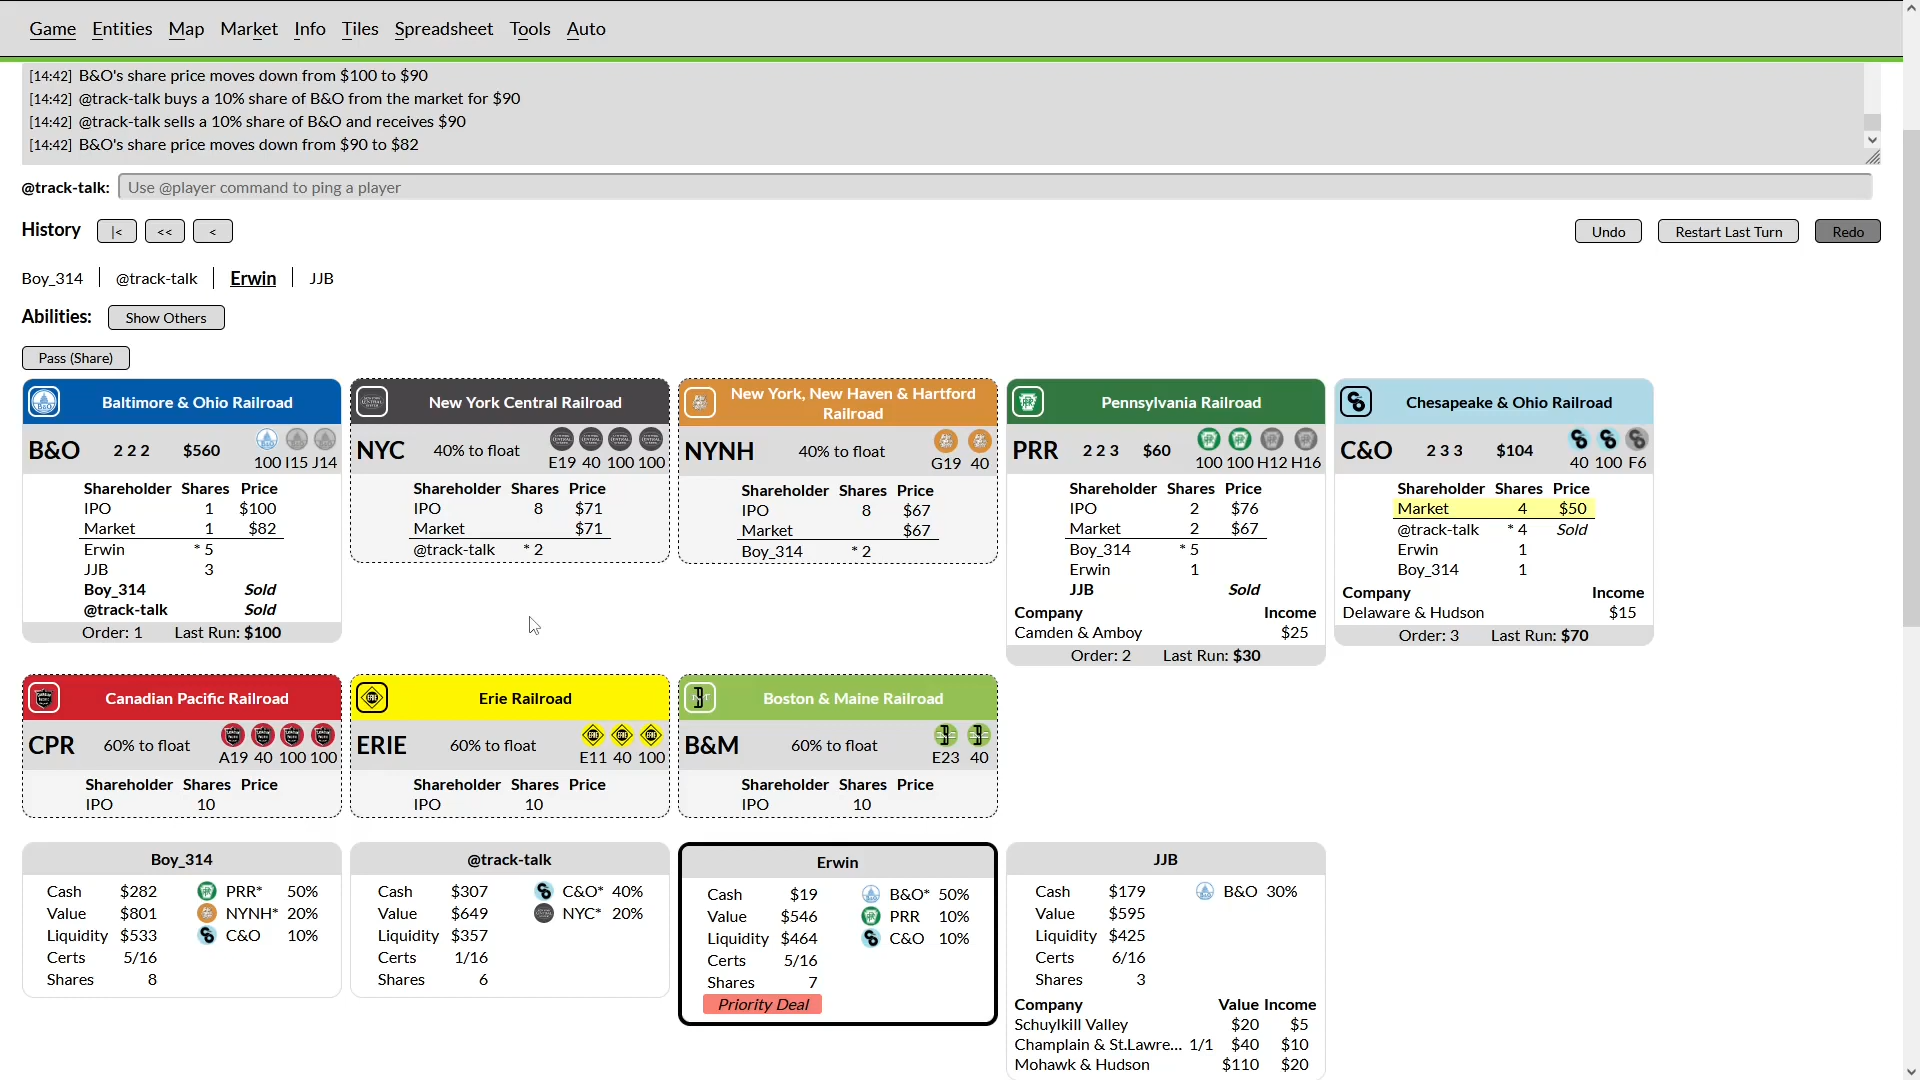 Game Entities Map Market Info Tiles Spreadsheet Tools Auto
[14:42] B&O's share price moves down from $100 to $90
[14:42] @track-talk buys a 10% share of B&O from the market for $90
[14:42] @track-talk sells a 10% share of B&O and receives $90
[14:42] B&O's share price moves down from $90 to $82
@track-talk: Use @player command to ping a player
History |< << < Undo Restart Last Turn Redo
Boy_314 @track-talk Erwin JJB
Abilities: Show Others
Pass (Share)
Baltimore & Ohio Railroad
B&O 2 2 2 $560 100 I15 J14
Shareholder Shares Price
IPO 1 $100
Market 1 $82
Erwin * 5
JJB 3
Boy_314 Sold
@track-talk Sold
Order: 1 Last Run: $100
New York Central Railroad
NYC 40% to float E19 40 100 100
Shareholder Shares Price
IPO 8 $71
Market $71
@track-talk * 2
New York, New Haven & Hartford
Railroad
NYNH 40% to float G19 40
Shareholder Shares Price
IPO 8 $67
Market $67
Boy_314 * 2
Pennsylvania Railroad
PRR 2 2 3 $60 100 100 H12 H16
Shareholder Shares Price
IPO 2 $76
Market 2 $67
Boy_314 * 5
Erwin 1
JJB Sold
Company Income
Camden & Amboy $25
Order: 2 Last Run: $30
Chesapeake & Ohio Railroad
C&O 2 3 3 $104 40 100 F6
Shareholder Shares Price
Market 4 $50
@track-talk * 4 Sold
Erwin 1
Boy_314 1
Company Income
Delaware & Hudson $15
Order: 3 Last Run: $70
Canadian Pacific Railroad
CPR 60% to float A19 40 100 100
Shareholder Shares Price
IPO 10
Erie Railroad
ERIE 60% to float E11 40 100
Shareholder Shares Price
IPO 10
Boston & Maine Railroad
B&M 60% to float E23 40
Shareholder Shares Price
IPO 10
Boy_314
Cash $282 PRR* 50%
Value $801 NYNH* 20%
Liquidity $533 C&O 10%
Certs 5/16
Shares 8
@track-talk
Cash $307 C&O* 40%
Value $649 NYC* 20%
Liquidity $357
Certs 1/16
Shares 6
Erwin
Cash $19 B&O* 50%
Value $546 PRR 10%
Liquidity $464 C&O 10%
Certs 5/16
Shares 7
Priority Deal
JJB
Cash $179 B&O 30%
Value $595
Liquidity $425
Certs 6/16
Shares 3
Company Value Income
Schuylkill Valley $20 $5
Champlain & St.Lawre... 1/1 $40 $10
Mohawk & Hudson $110 $20